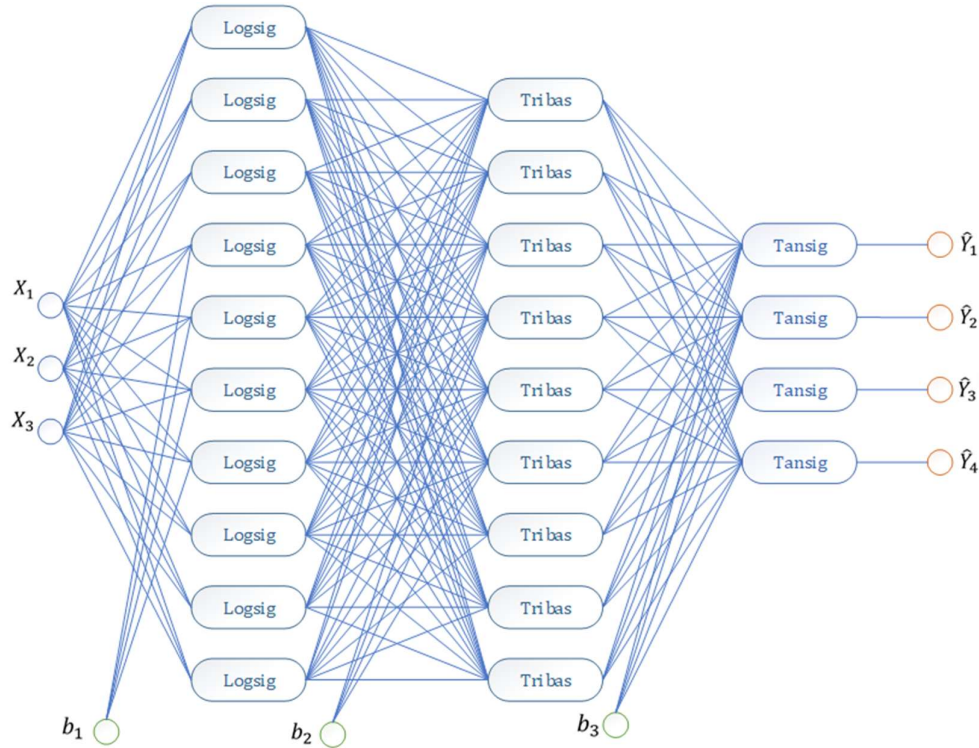 Logsig
Logsig
Tribas
Logsig
Tribas
Logsig
Tribas
Tansig
Ŷ₁
X₁
Logsig
Tribas
Tansig
Ŷ₂
X₂
Logsig
Tribas
Tansig
Ŷ₃
X₃
Logsig
Tribas
Tansig
Ŷ₄
Logsig
Tribas
Logsig
Tribas
Logsig
Tribas
b₁
b₂
b₃